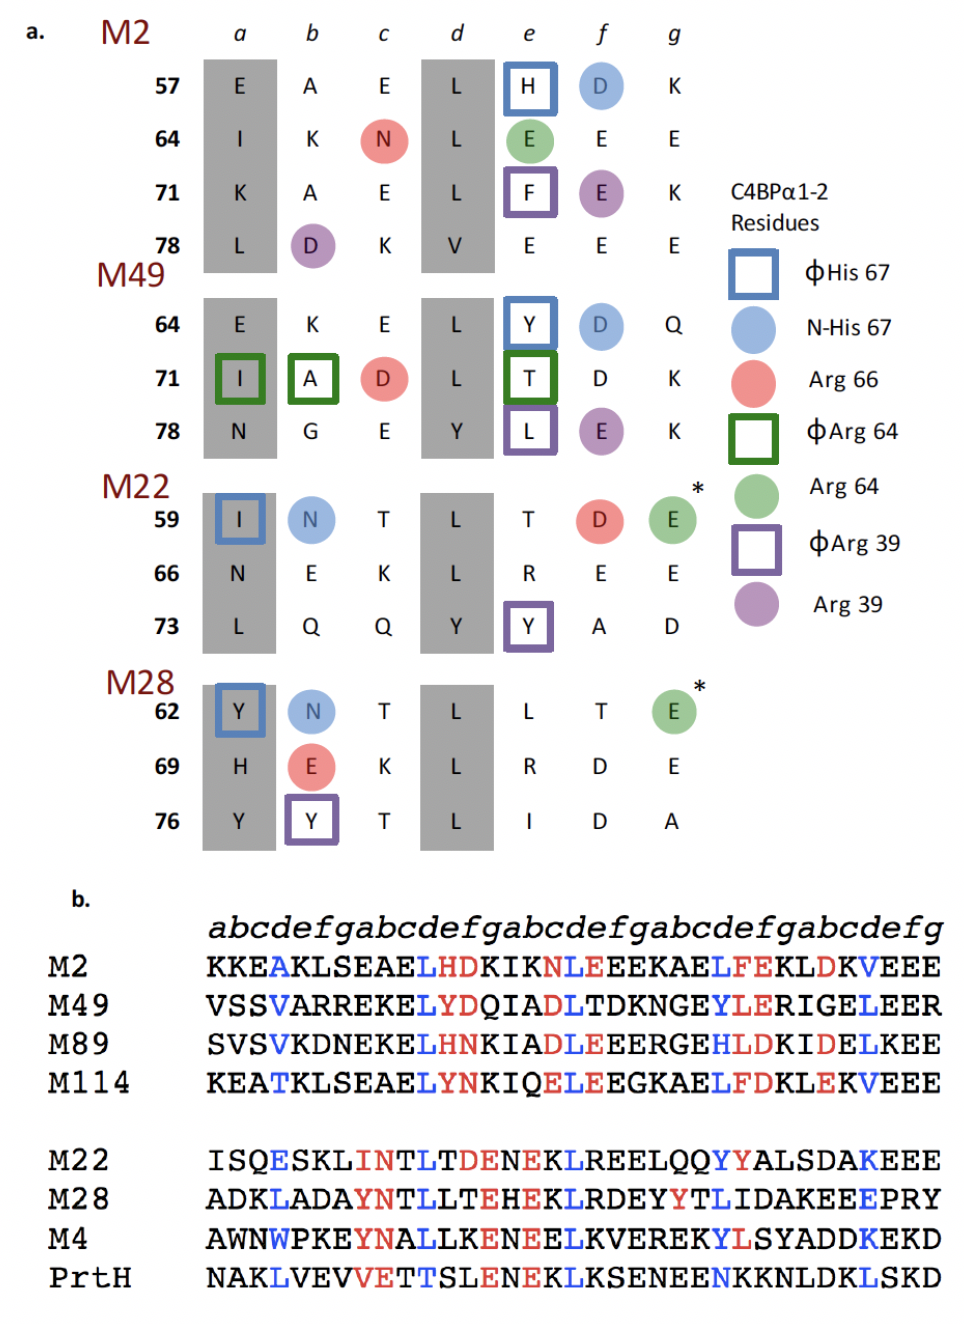 a. M2 a b c d e f g
57 E A E L H D K
64 I K N L E E E
71 K A E L F E K
78 L D K V E E E
M49
64 E K E L Y D Q
71 I A D L T D K
78 N G E Y L E K
M22
*
59 I N T L T D E
66 N E K L R E E
73 L Q Q Y Y A D
M28
*
62 Y N T L L T E
69 H E K L R D E
76 Y Y T L I D A
C4BPα1-2
Residues
ϕHis 67
N-His 67
Arg 66
ϕArg 64
Arg 64
ϕArg 39
Arg 39
b.
abcdefgabcdefgabcdefgabcdefgabcdefg
M2 KKEAKLSEAELHDKIKNLEEEKAELFEKLDKVEEE
M49 VSSVARREKELYDQIADLTDKNGEYLERIGELEER
M89 SVSVKDNEKELHNKIADLEEERGEHLDKIDELKEE
M114 KEATKLSEAELYNKIQELEEGKAELFDKLEKVEEE
M22 ISQESKLINTLTDENEKLREELQQYYALSDAKEEE
M28 ADKLADAYNTLLTEHEKLRDEYYTLIDAKEEEPRY
M4 AWNWPKEYNALLKENEELKVEREKYLSYADDKEKD
PrtH NAKLVEVVETTSLENEKLKSENEENKKNLDKLSKD